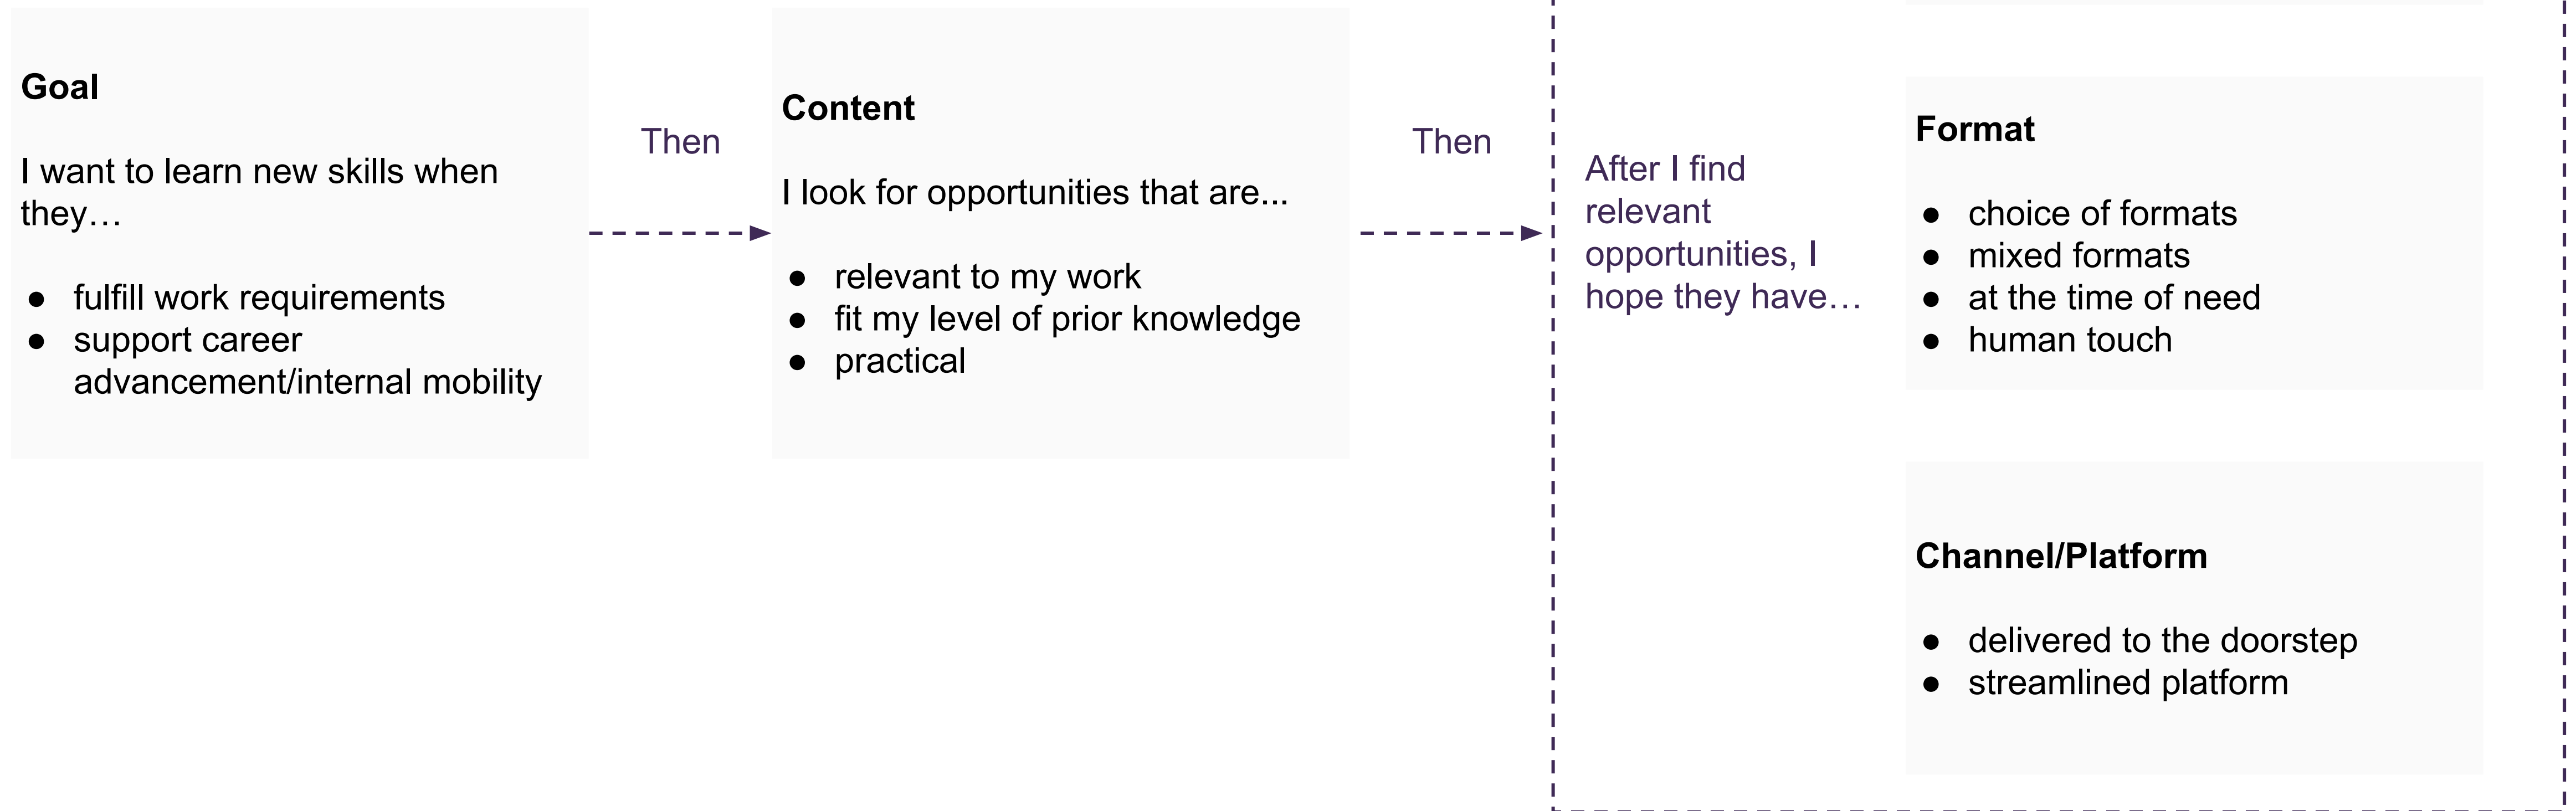 Goal
I want to learn new skills when
they…
● fulfill work requirements
● support career
advancement/internal mobility
Then
Content
I look for opportunities that are...
● relevant to my work
● fit my level of prior knowledge
● practical
Then
After I find
relevant
opportunities, I
hope they have…
Format
● choice of formats
● mixed formats
● at the time of need
● human touch
Channel/Platform
● delivered to the doorstep
● streamlined platform